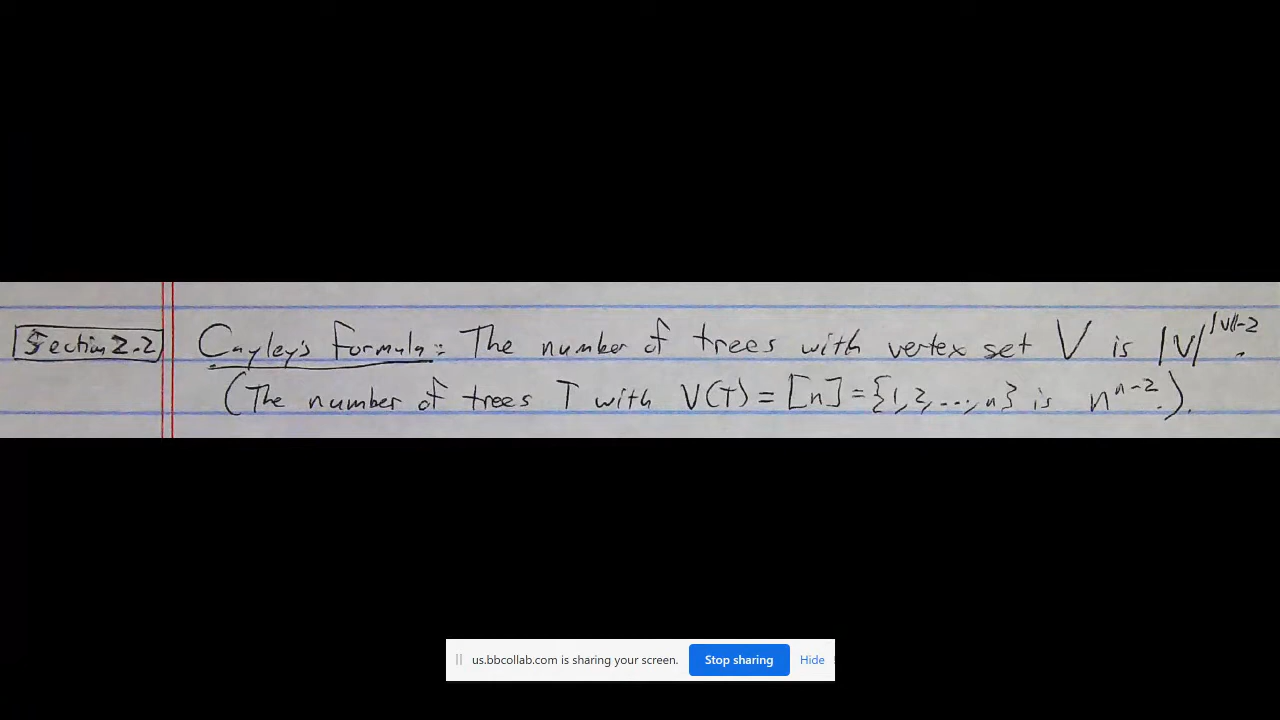 Section 2.2
Cayley's Formula: The number of trees with vertex set V is |V|^{|V|-2}.
(The number of trees T with V(T) = [n] = {1, 2, ..., n} is n^{n-2}.).
us.bbcollab.com is sharing your screen. Stop sharing Hide